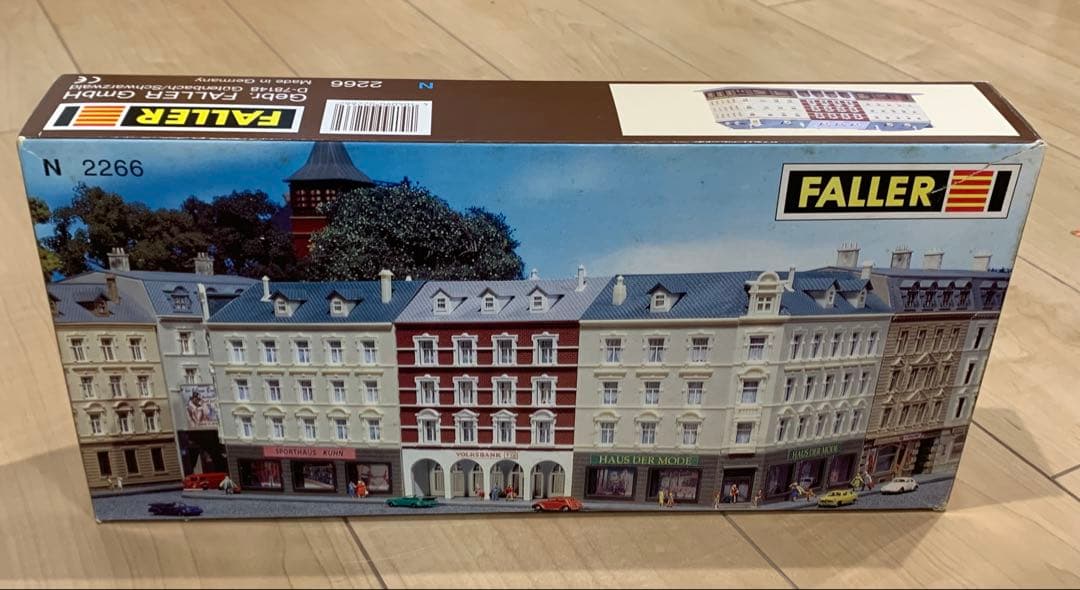 Gebr. FALLER GmbH
D-78148 Gütenbach/Schwarzwald
Made in Germany
CE
N
2266
FALLER
N 2266
FALLER
SPORTHAUS KUHN
VOLKSBANK
HAUS DER MODE
HAUS DER MODE